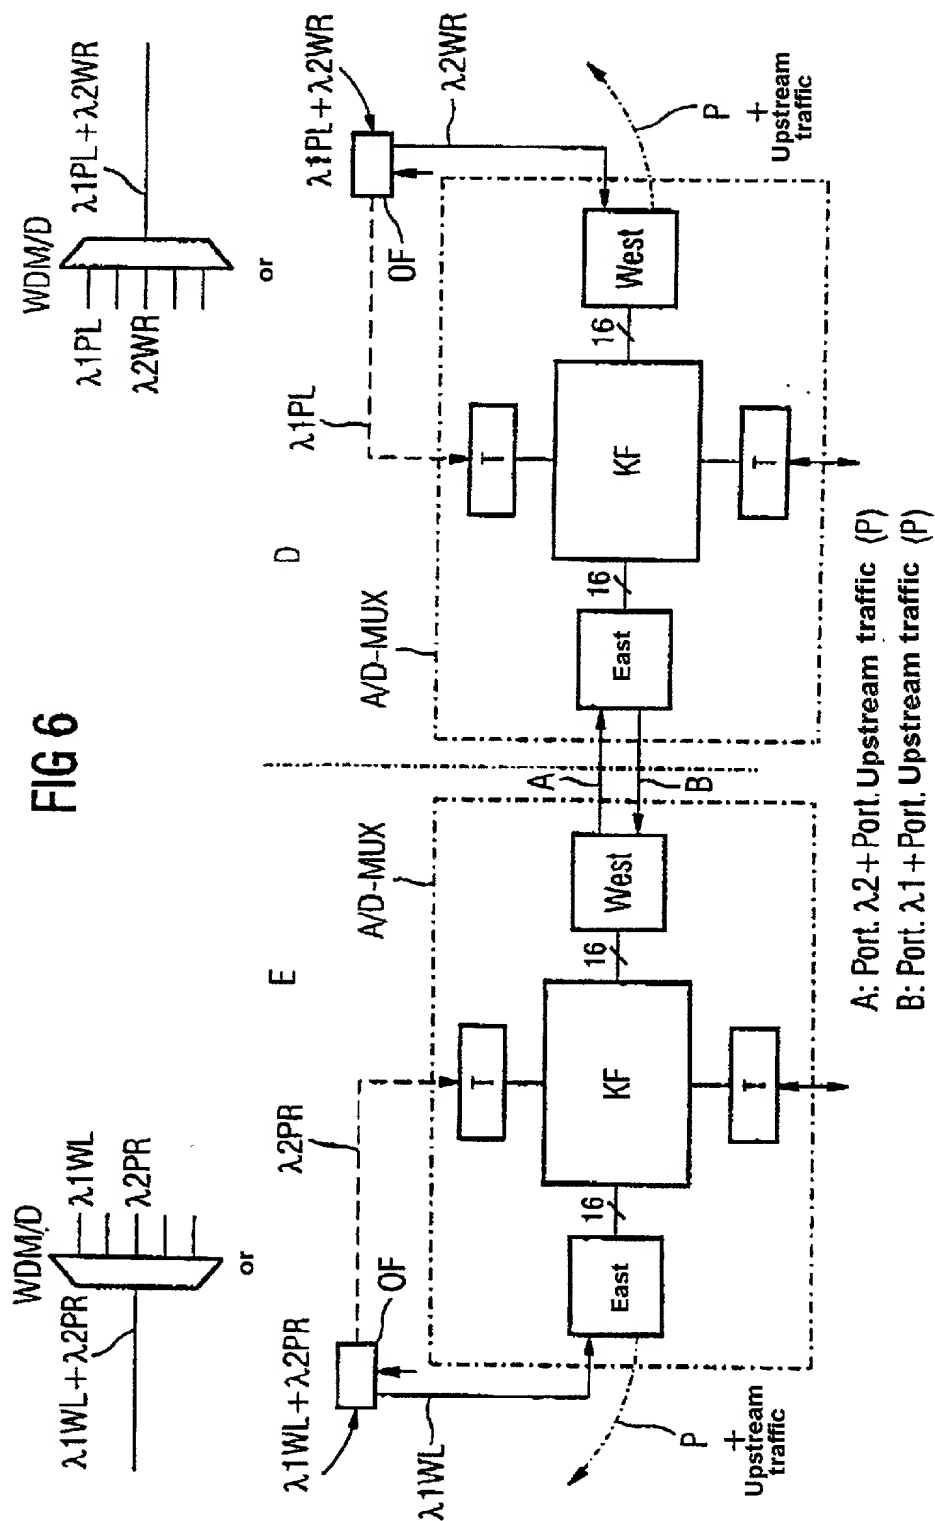 FIG 6
WDM/D
λ1WL+λ2PR
λ1WL
λ2PR
or
WDM/D
λ1PL
λ2WR
λ1PL+λ2WR
or
E
D
λ1WL+λ2PR
OF
λ2PR
λ1WL
A/D-MUX
A/D-MUX
λ1PL
OF
λ1PL+λ2WR
λ2WR
T
T
East
16
KF
16
West
A
B
East
16
KF
16
West
T
T
P
+
Upstream
traffic
P
+
Upstream
traffic
A: Port. λ2+Port.Upstream traffic (P)
B: Port. λ1+Port. Upstream traffic (P)